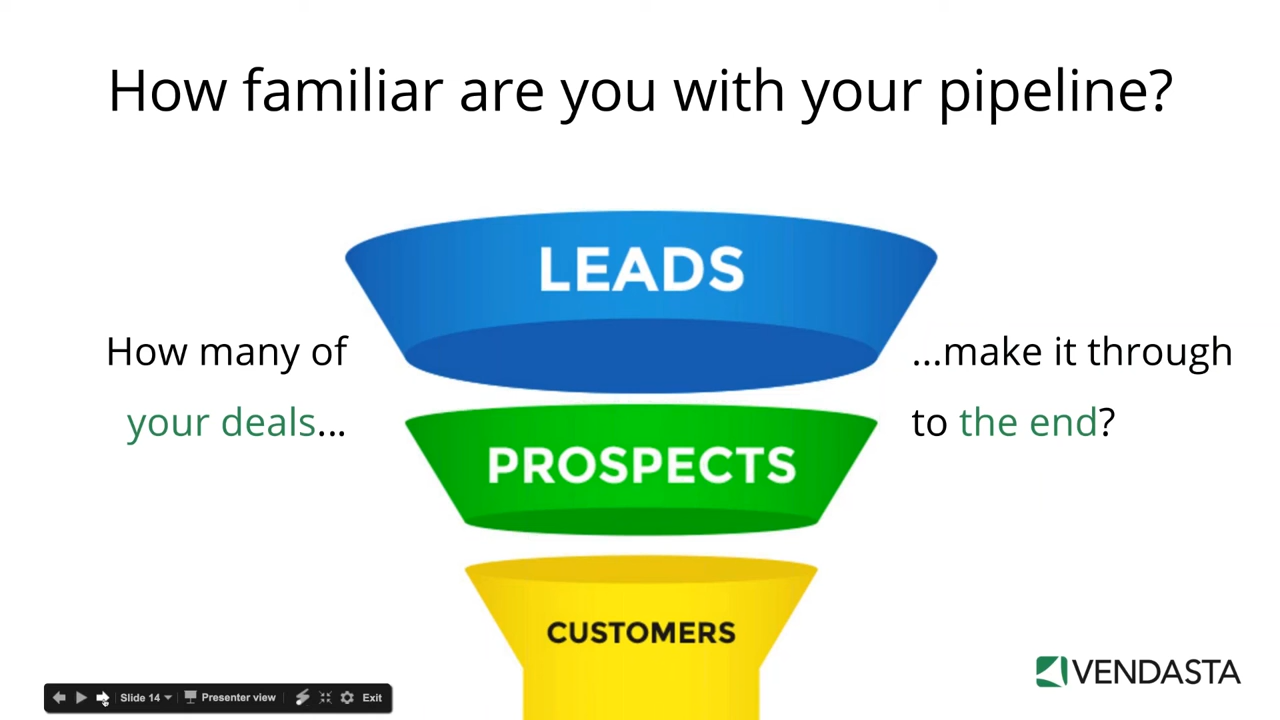 How familiar are you with your pipeline?
LEADS
How many of
your deals...
...make it through
to the end?
PROSPECTS
CUSTOMERS
VENDASTA
Slide 14
Presenter view
Exit